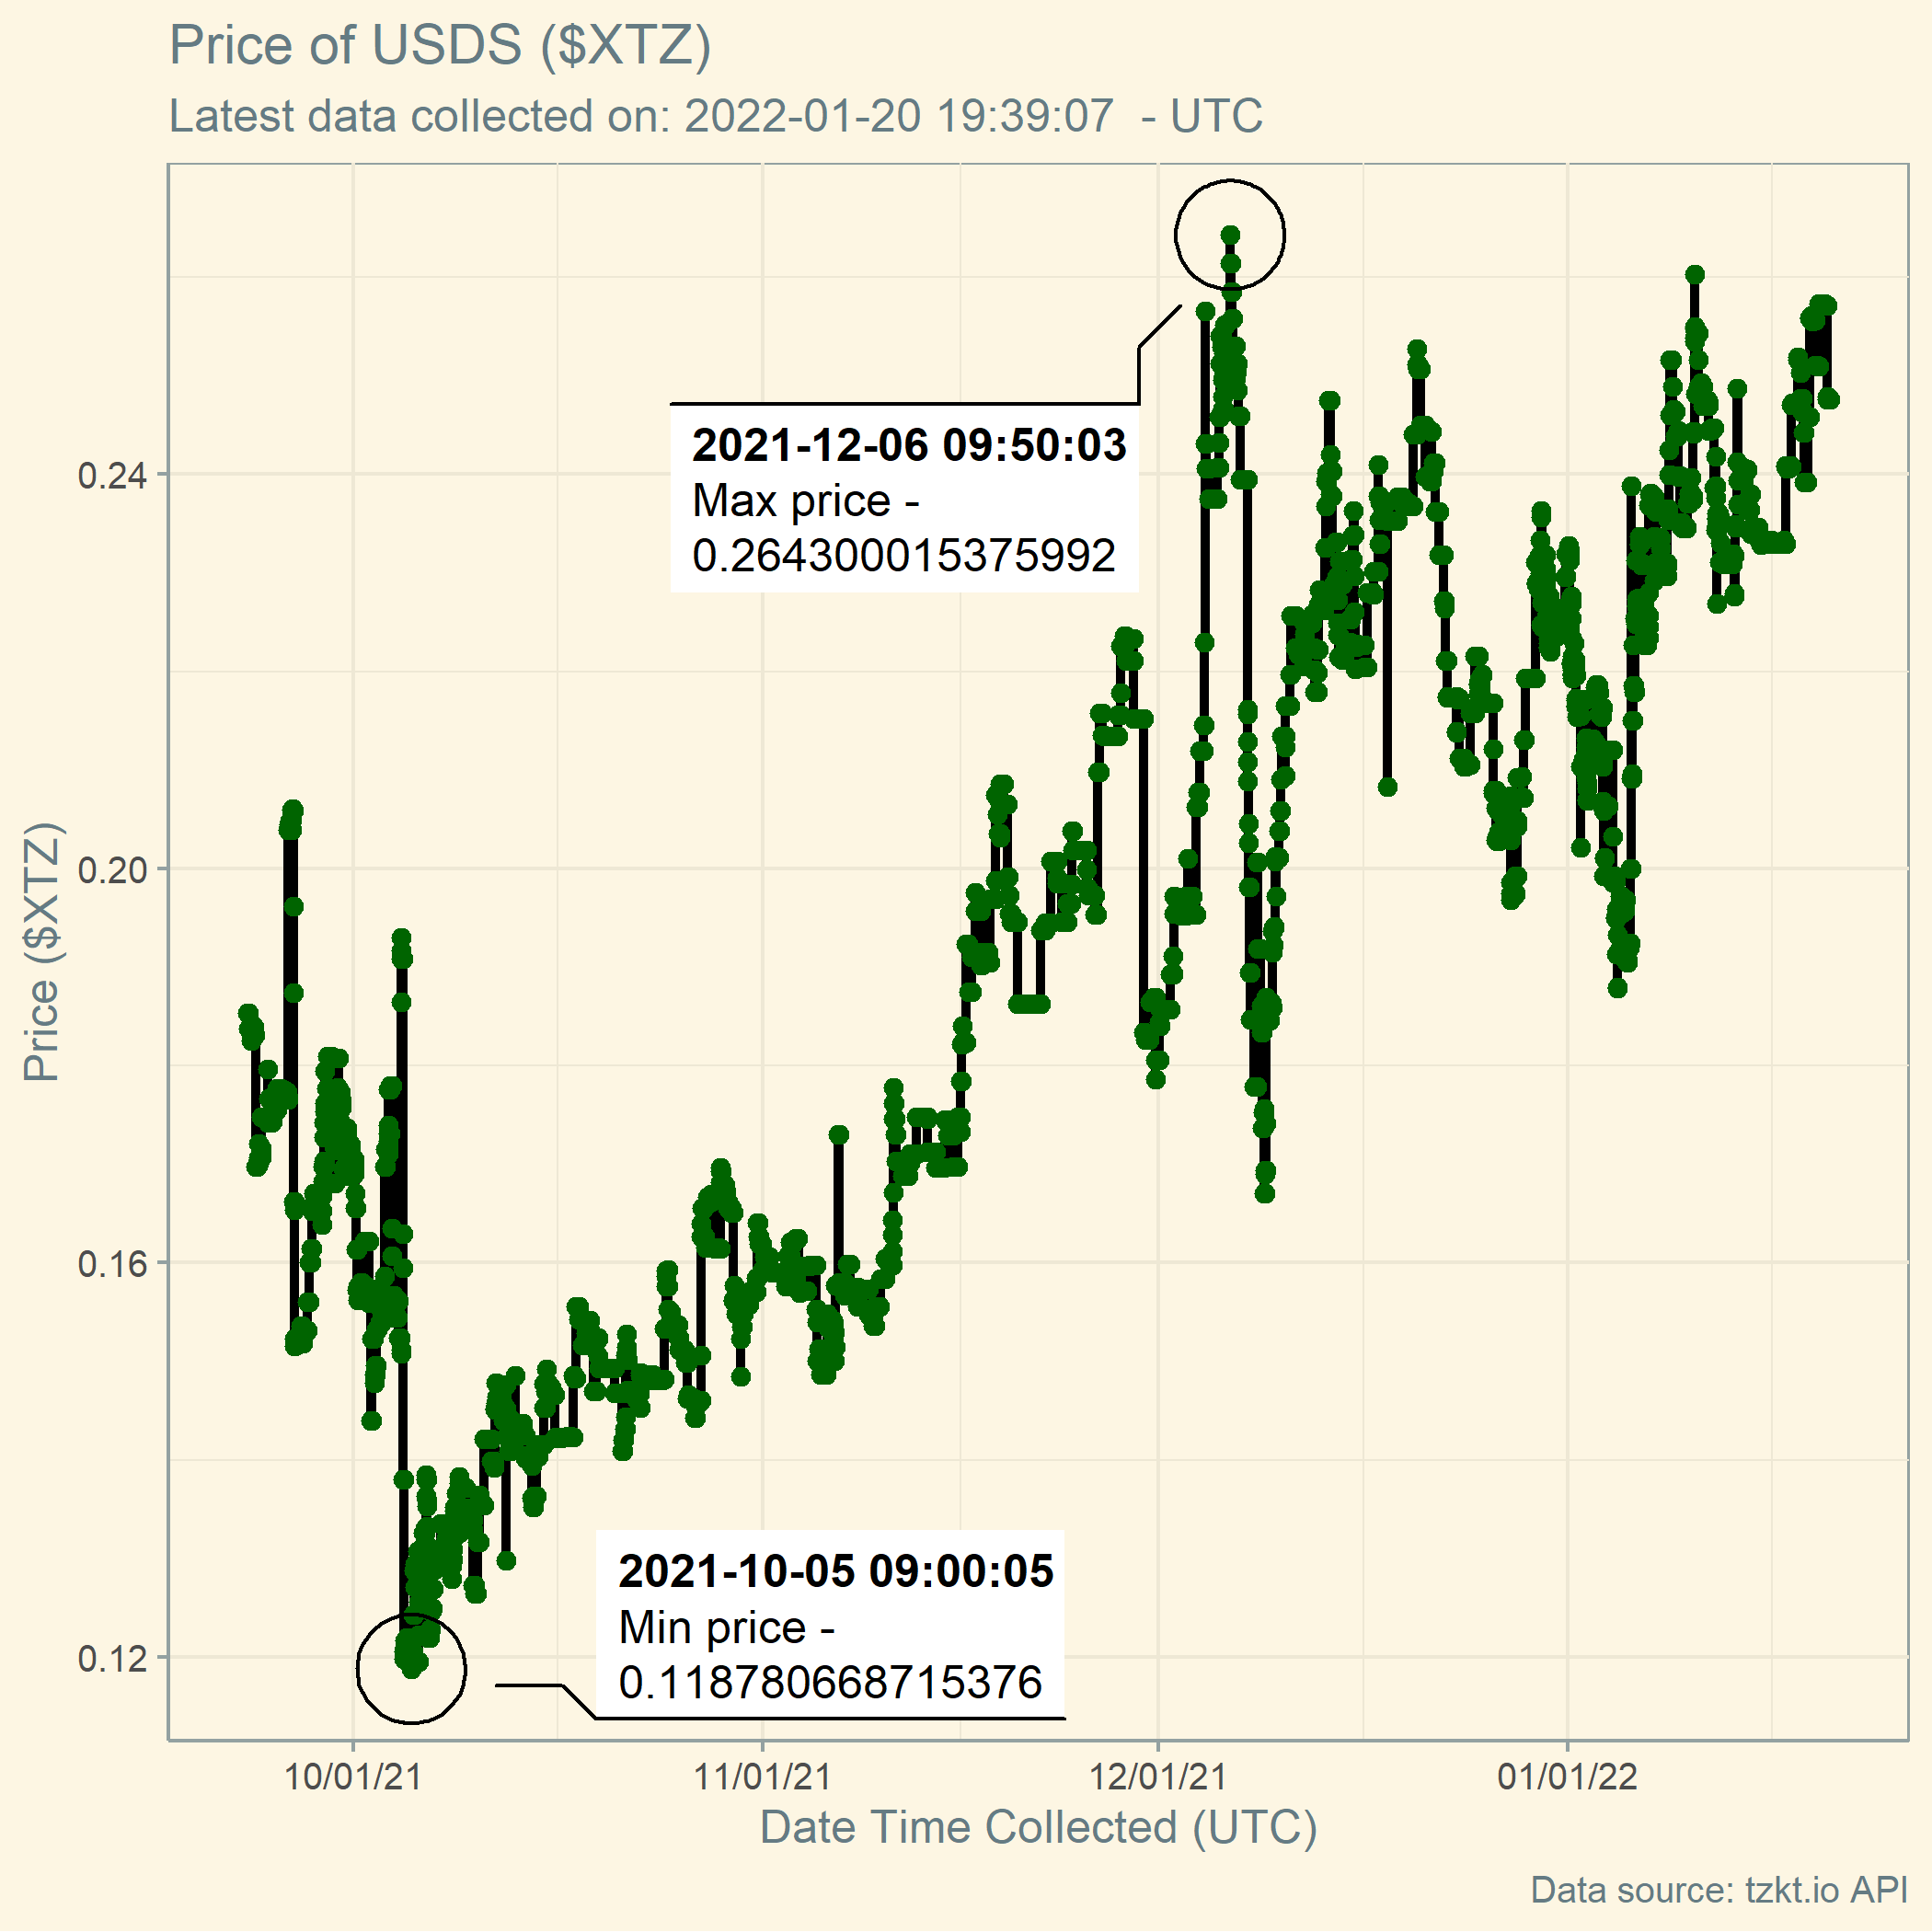 Price of USDS ($XTZ)
Latest data collected on: 2022-01-20 19:39:07  - UTC
2021-12-06 09:50:03
Max price -
0.264300015375992
0.24
0.20
0.16
0.12
Price ($XTZ)
2021-10-05 09:00:05
Min price -
0.118780668715376
10/01/21
11/01/21
12/01/21
01/01/22
Date Time Collected (UTC)
Data source: tzkt.io API